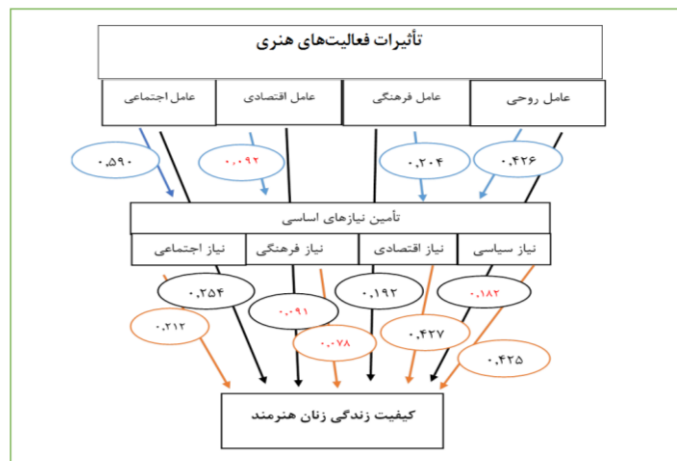 تأثیرات فعالیت‌های هنری
عامل روحی
عامل فرهنگی
عامل اقتصادی
عامل اجتماعی
۰,۴۲۶
۰,۲۰۴
۰,۰۹۲
۰,۵۹۰
تأمین نیازهای اساسی
نیاز سیاسی
نیاز اقتصادی
نیاز فرهنگی
نیاز اجتماعی
۰,۱۸۲
۰,۱۹۲
۰,۰۹۱
۰,۲۵۴
۰,۴۲۵
۰,۴۲۷
۰,۰۷۸
۰,۲۱۲
کیفیت زندگی زنان هنرمند